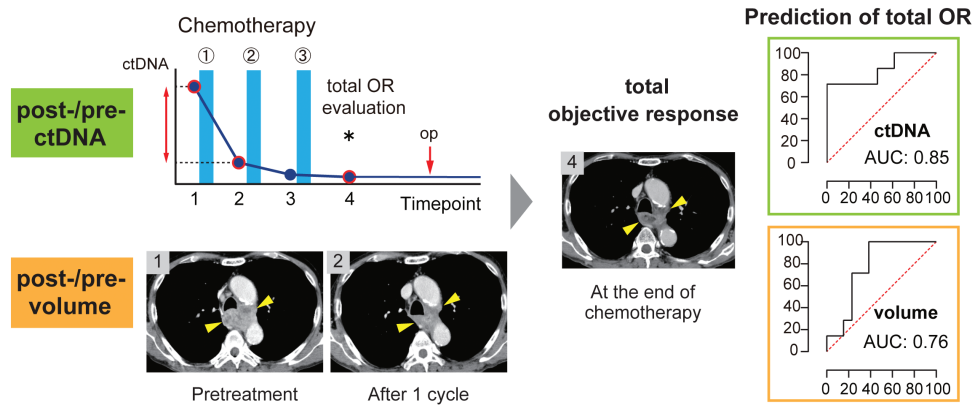 Chemotherapy
① ② ③
ctDNA
total OR
evaluation
*
op
1 2 3 4
Timepoint
post-/pre-
ctDNA
post-/pre-
volume
1
Pretreatment
2
After 1 cycle
total
objective response
4
At the end of
chemotherapy
Prediction of total OR
100
80
60
40
20
0
ctDNA
AUC: 0.85
0 20 40 60 80 100
100
80
60
40
20
0
volume
AUC: 0.76
0 20 40 60 80 100